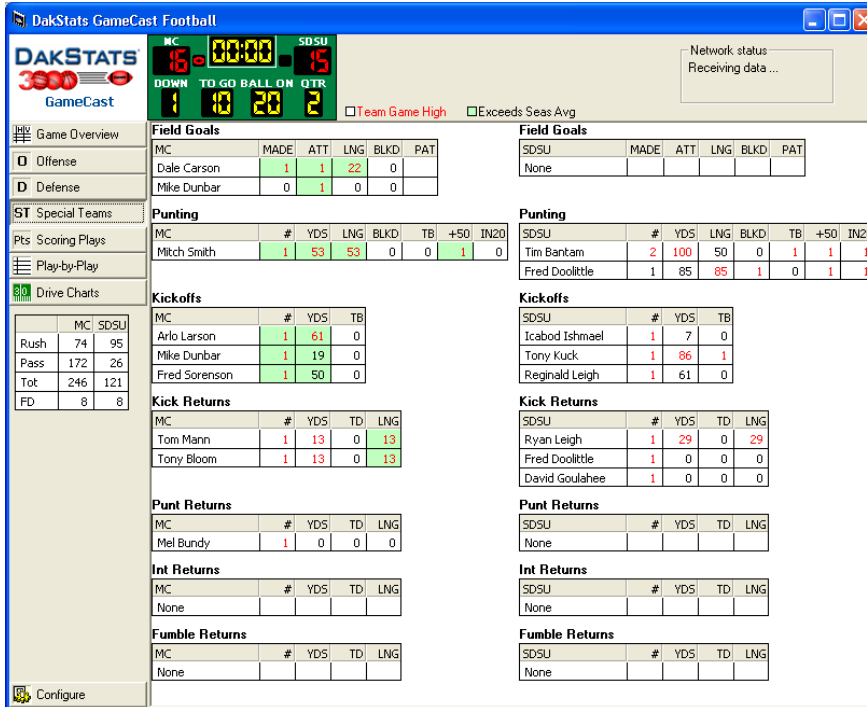 DakStats GameCast Football
DAKSTATS®
3000
GameCast
MC 16 00:00 SDSU 15
DOWN TO GO BALL ON QTR
1 10 20 2
Team Game High Exceeds Seas Avg
Network status
Receiving data ...
Game Overview
O Offense
D Defense
ST Special Teams
Pts Scoring Plays
Play-by-Play
Drive Charts
MC SDSU
Rush 74 95
Pass 172 26
Tot 246 121
FD 8 8
Configure
Field Goals
MC MADE ATT LNG BLKD PAT
Dale Carson 1 1 22 0
Mike Dunbar 0 1 0 0
Punting
MC # YDS LNG BLKD TB +50 IN20
Mitch Smith 1 53 53 0 0 1 0
Kickoffs
MC # YDS TB
Arlo Larson 1 61 0
Mike Dunbar 1 19 0
Fred Sorenson 1 50 0
Kick Returns
MC # YDS TD LNG
Tom Mann 1 13 0 13
Tony Bloom 1 13 0 13
Punt Returns
MC # YDS TD LNG
Mel Bundy 1 0 0 0
Int Returns
MC # YDS TD LNG
None
Fumble Returns
MC # YDS TD LNG
None
Field Goals
SDSU MADE ATT LNG BLKD PAT
None
Punting
SDSU # YDS LNG BLKD TB +50
Tim Bantam 2 100 50 0 1 1
Fred Doolittle 1 85 85 1 0 1
Kickoffs
SDSU # YDS TB
Icabod Ishmael 1 7 0
Tony Kuck 1 86 1
Reginald Leigh 1 61 0
Kick Returns
SDSU # YDS TD LNG
Ryan Leigh 1 29 0 29
Fred Doolittle 1 0 0 0
David Goulahee 1 0 0 0
Punt Returns
SDSU # YDS TD LNG
None
Int Returns
SDSU # YDS TD LNG
None
Fumble Returns
SDSU # YDS TD LNG
None